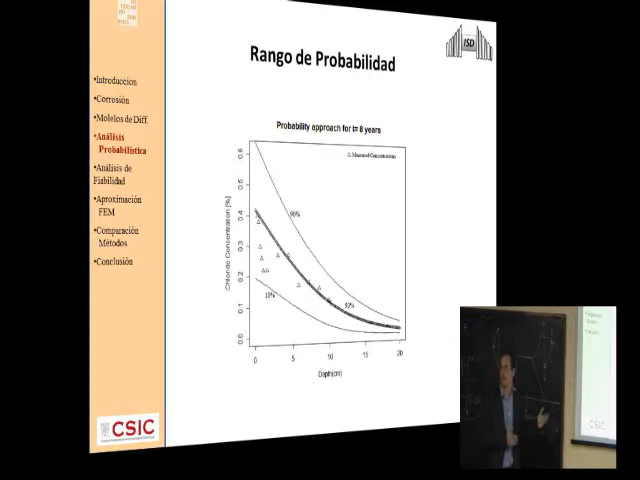 Rango de Probabilidad
ISD
•Introduccion
•Corrosión
•Molelos de Diff.
•Análisis
Probabilística
•Análisis de
Fiabilidad
•Aproximación
FEM
•Comparación
Métodos
•Conclusión
CSIC
Probability approach for t= 8 years
△ Measured Concentrations
Chloride Concentration [%]
0.6
0.5
0.4
0.3
0.2
0.1
0.0
90%
50%
10%
0
5
10
15
20
Depth(cm)
CSIC